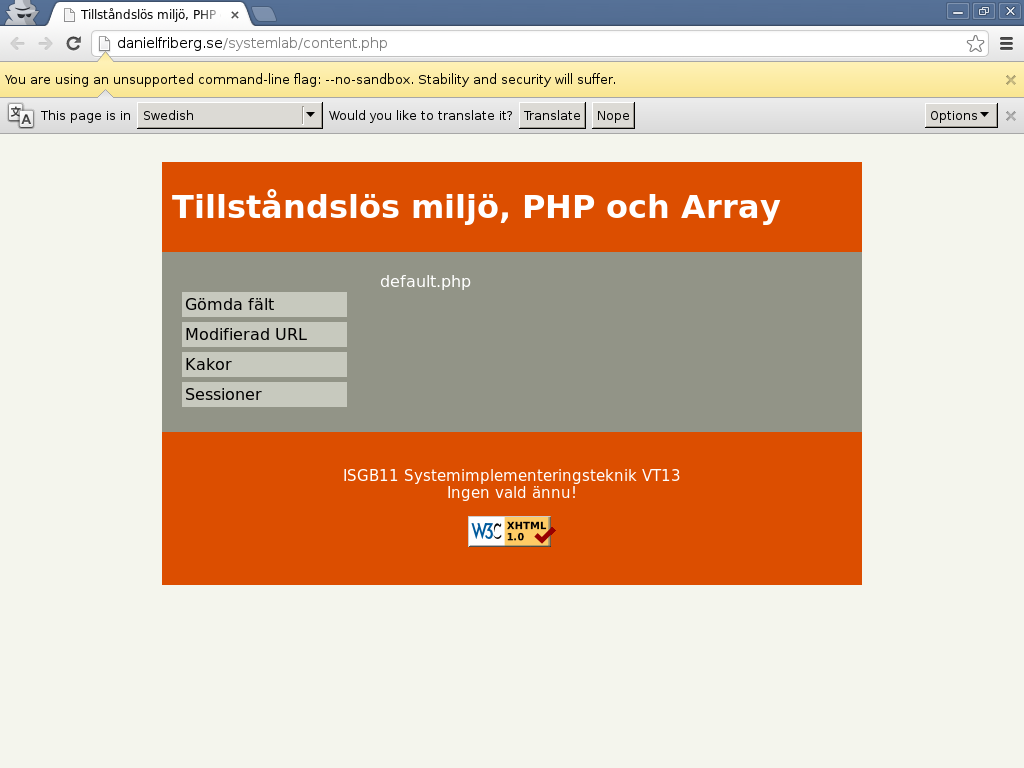 Tillståndslös miljö, PHP
danielfriberg.se/systemlab/content.php
You are using an unsupported command-line flag: --no-sandbox. Stability and security will suffer.
This page is in Swedish Would you like to translate it? Translate Nope Options
Tillståndslös miljö, PHP och Array
default.php
Gömda fält
Modifierad URL
Kakor
Sessioner
ISGB11 Systemimplementeringsteknik VT13
Ingen vald ännu!
W3C XHTML
1.0